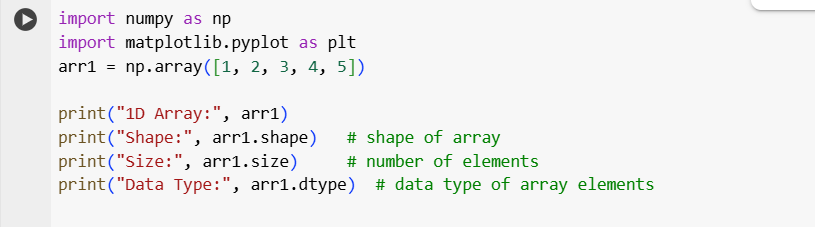 import numpy as np
import matplotlib.pyplot as plt
arr1 = np.array([1, 2, 3, 4, 5])
print("1D Array:", arr1)
print("Shape:", arr1.shape)   # shape of array
print("Size:", arr1.size)     # number of elements
print("Data Type:", arr1.dtype)  # data type of array elements